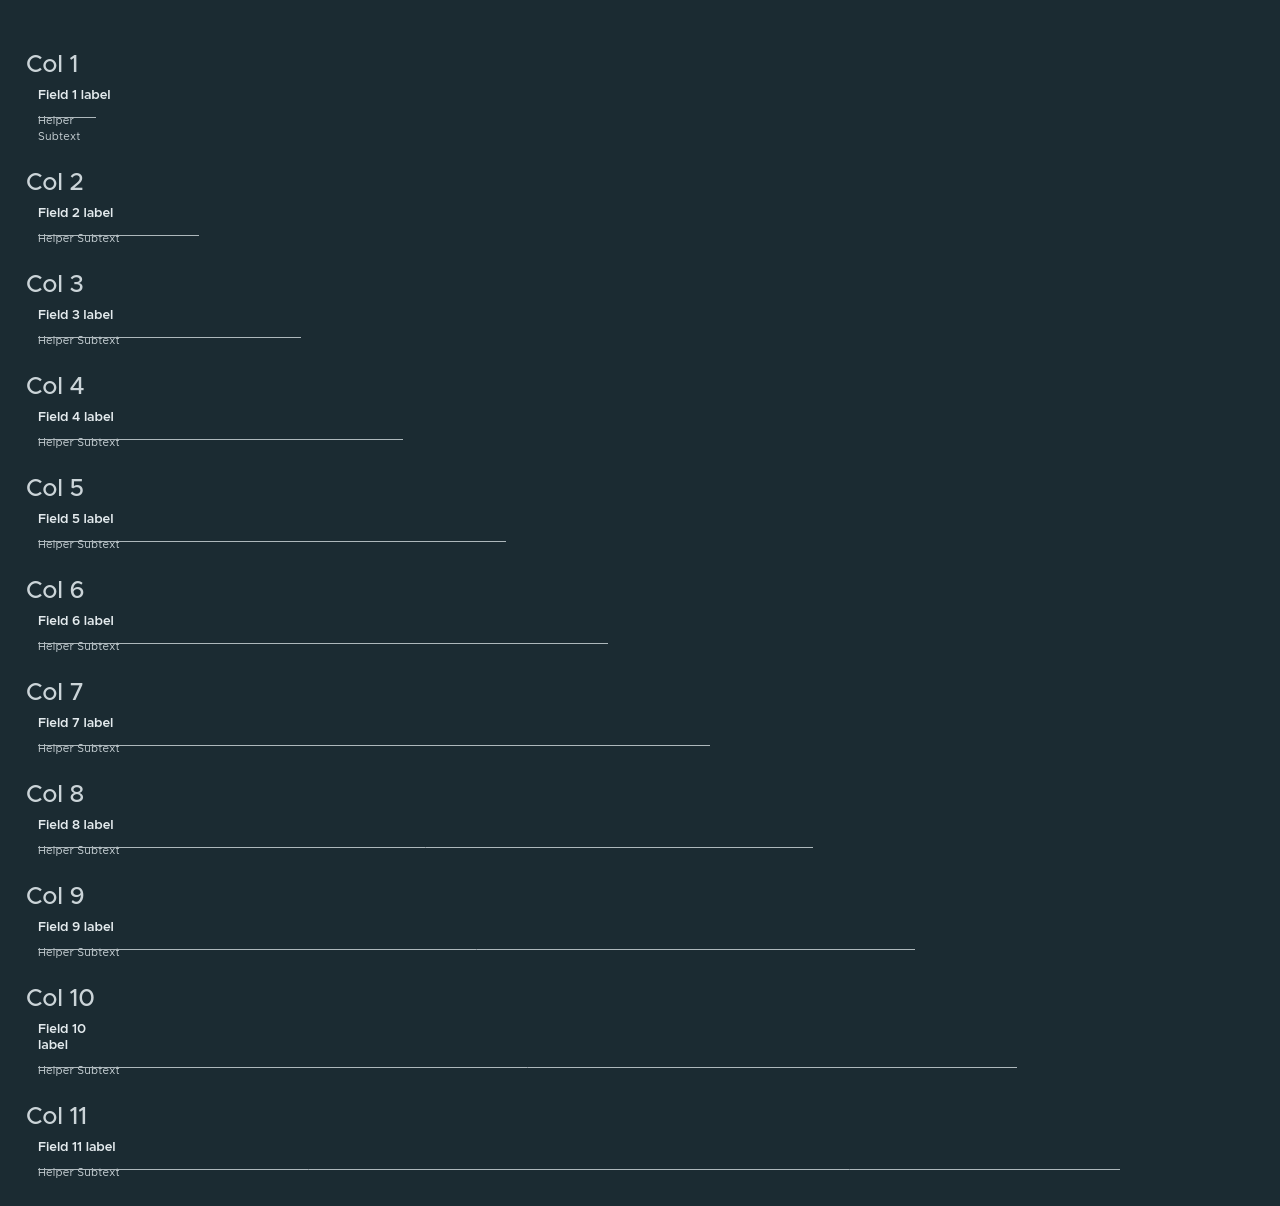 Col 1
Field 1 label
Helper
Subtext
Col 2
Field 2 label
Helper Subtext
Col 3
Field 3 label
Helper Subtext
Col 4
Field 4 label
Helper Subtext
Col 5
Field 5 label
Helper Subtext
Col 6
Field 6 label
Helper Subtext
Col 7
Field 7 label
Helper Subtext
Col 8
Field 8 label
Helper Subtext
Col 9
Field 9 label
Helper Subtext
Col 10
Field 10
label
Helper Subtext
Col 11
Field 11 label
Helper Subtext